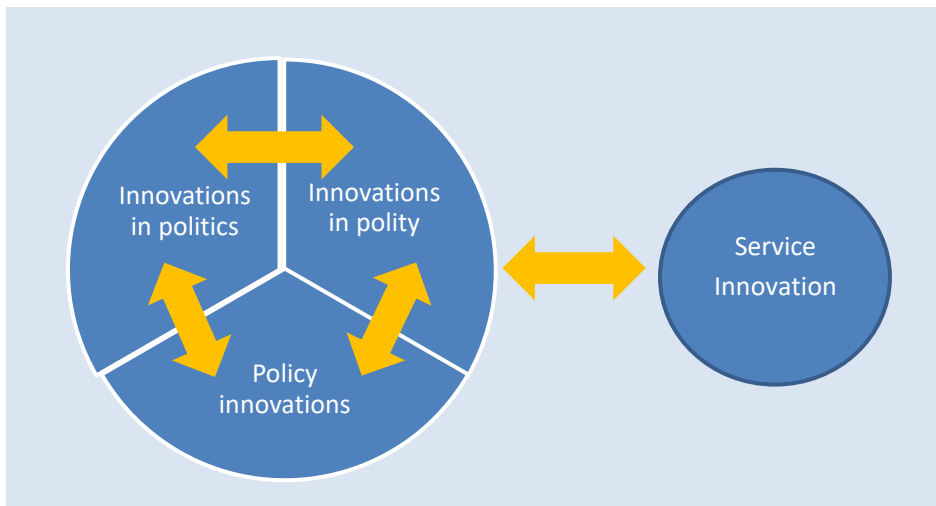 Innovations
in politics
Innovations
in polity
Policy
innovations
Service
Innovation